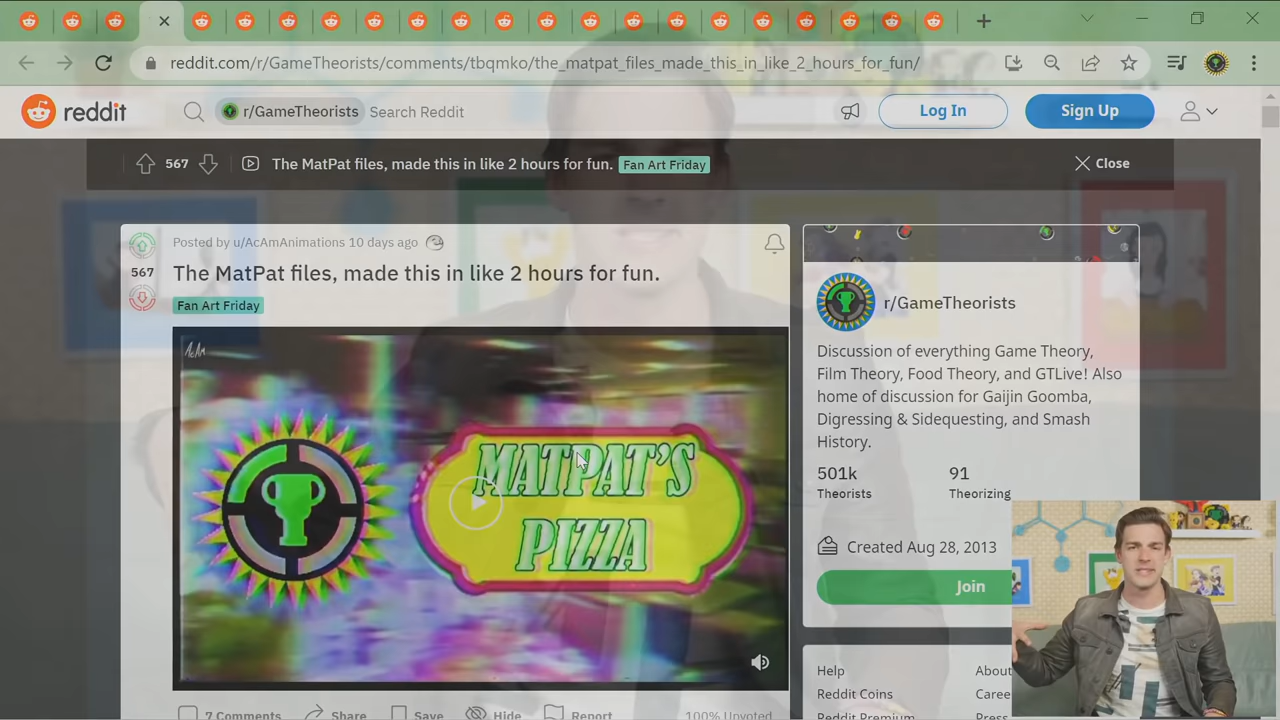 reddit.com/r/GameTheorists/comments/tbqmko/the_matpat_files_made_this_in_like_2_hours_for_fun/
reddit
r/GameTheorists
Search Reddit
Log In
Sign Up
567
The MatPat files, made this in like 2 hours for fun.
Fan Art Friday
Close
Posted by u/AcAmAnimations 10 days ago
567
The MatPat files, made this in like 2 hours for fun.
Fan Art Friday
AcAm
MATPAT'S
PIZZA
7 Comments
Share
Save
Hide
Report
100% Upvoted
r/GameTheorists
Discussion of everything Game Theory,
Film Theory, Food Theory, and GTLive! Also
home of discussion for Gaijin Goomba,
Digressing & Sidequesting, and Smash
History.
501k
91
Theorists
Theorizing
Created Aug 28, 2013
Join
Help
About
Reddit Coins
Caree
Reddit Premium
Press